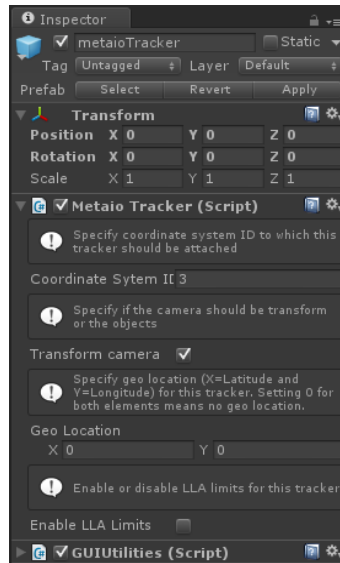 Inspector
metaioTracker Static
Tag Untagged Layer Default
Prefab Select Revert Apply
Transform
Position X 0 Y 0 Z 0
Rotation X 0 Y 0 Z 0
Scale X 1 Y 1 Z 1
Metaio Tracker (Script)
Specify coordinate system ID to which this
tracker should be attached
Coordinate Sytem II 3
Specify if the camera should be transform
or the objects
Transform camera
Specify geo location (X=Latitude and
Y=Longitude) for this tracker. Setting 0 for
both elements means no geo location.
Geo Location
X 0 Y 0
Enable or disable LLA limits for this tracker
Enable LLA Limits
GUIUtilities (Script)